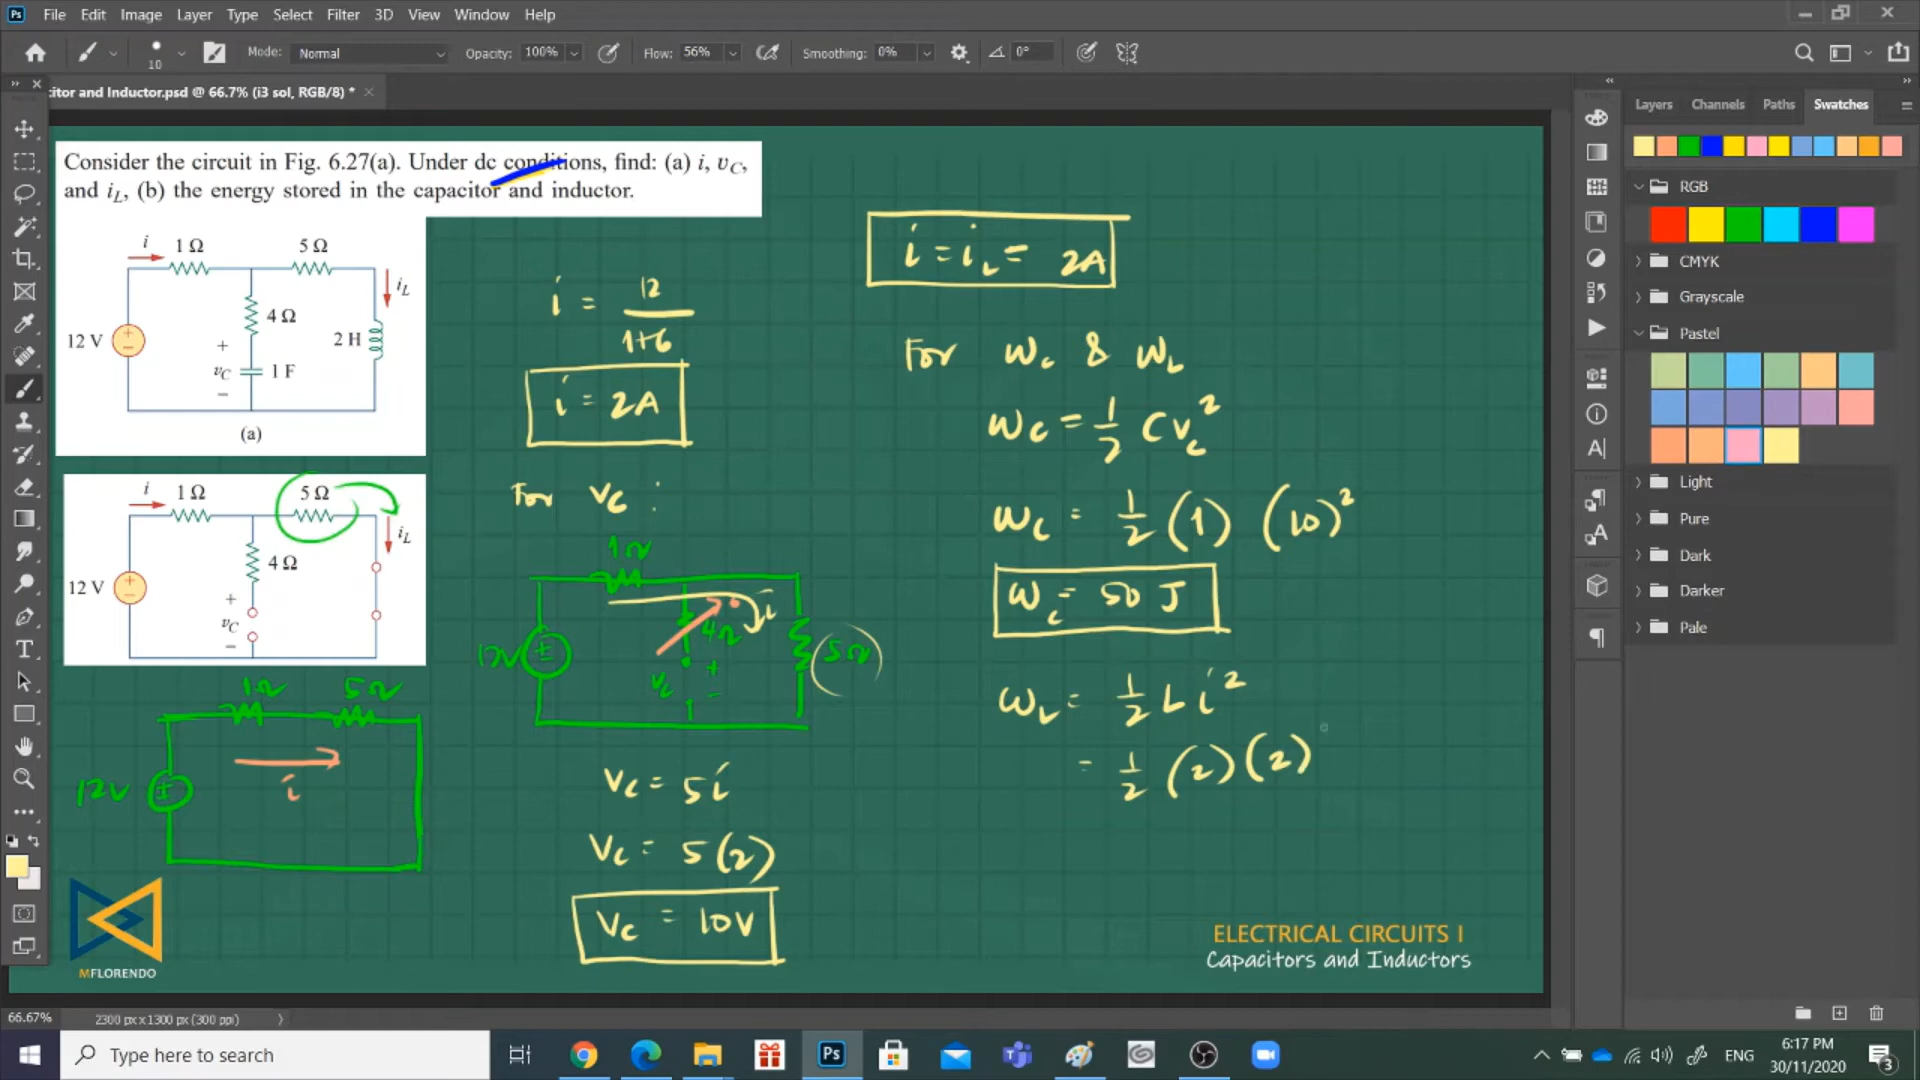 File Edit Image Layer Type Select Filter 3D View Window Help
10 Mode: Normal Opacity: 100% Flow: 56% Smoothing: 0% 0°
citor and Inductor.psd @ 66.7% (i3 sol, RGB/8) *
Consider the circuit in Fig. 6.27(a). Under dc conditions, find: (a) i, vC,
and iL, (b) the energy stored in the capacitor and inductor.
i 1 Ω 5 Ω
iL
4 Ω
12 V 2 H
+
vC 1 F
−
(a)
i 1 Ω 5 Ω
iL
4 Ω
12 V
+
vC
−
1Ω 5Ω
12V
i
i = 12
1+6
i = 2A
For vc :
1Ω
i
4Ω
12V 5Ω
+
vc
−
Vc = 5i
Vc = 5(2)
Vc = 10V
i = iL = 2A
For wc & wL
wc = 1/2 C vc²
wc = 1/2 (1) (10)²
wc = 50 J
wL = 1/2 L i²
= 1/2 (2)(2)
MFLORENDO
ELECTRICAL CIRCUITS I
Capacitors and Inductors
Layers Channels Paths Swatches
RGB
CMYK
Grayscale
Pastel
Light
Pure
Dark
Darker
Pale
66.67% 2300 px x 1300 px (300 ppi)
Type here to search
ENG
6:17 PM
30/11/2020
3